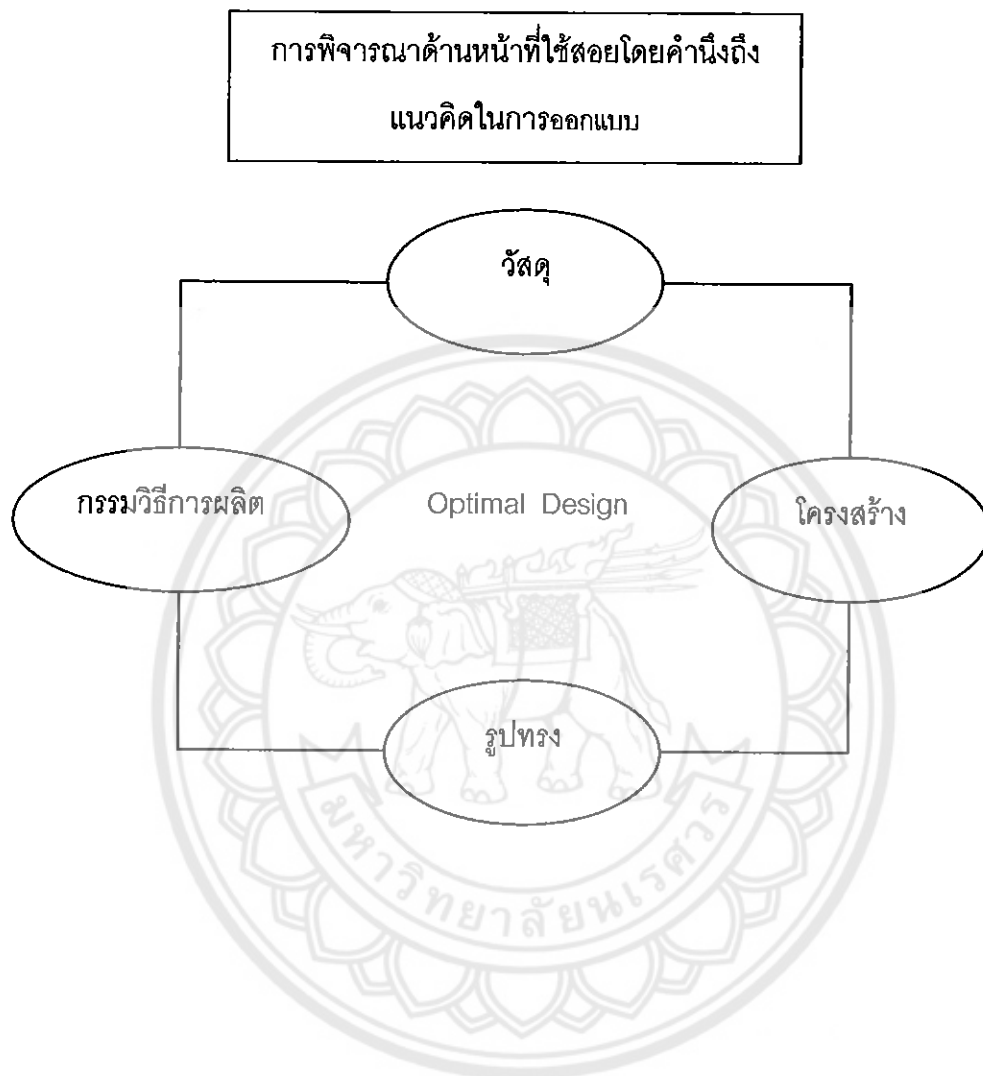 การพิจารณาด้านหน้าที่ใช้สอยโดยคำนึงถึง
แนวคิดในการออกแบบ
วัสดุ
กรรมวิธีการผลิต
Optimal Design
โครงสร้าง
รูปทรง
มหาวิทยาลัยนเรศวร